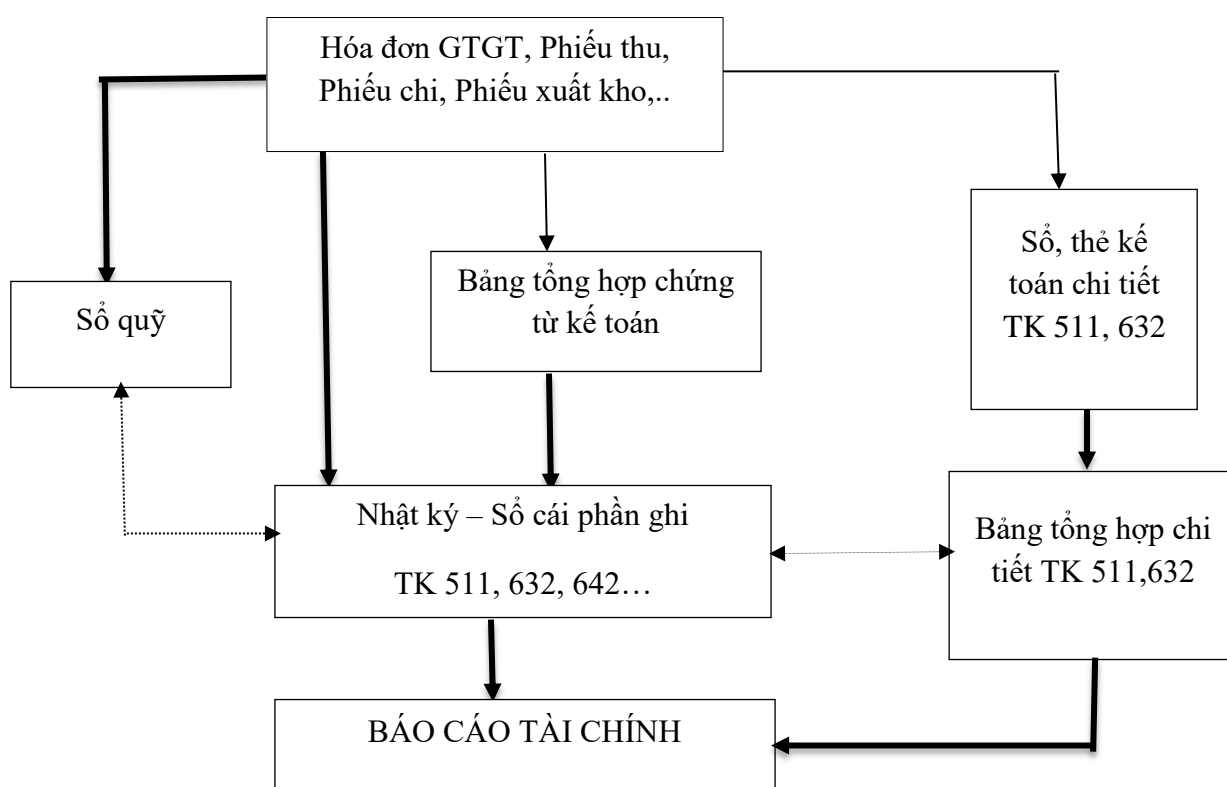 Hóa đơn GTGT, Phiếu thu,
Phiếu chi, Phiếu xuất kho,..
Sổ quỹ
Bảng tổng hợp chứng
từ kế toán
Sổ, thẻ kế
toán chi tiết
TK 511, 632
Nhật ký – Sổ cái phần ghi
TK 511, 632, 642…
Bảng tổng hợp chi
tiết TK 511,632
BÁO CÁO TÀI CHÍNH